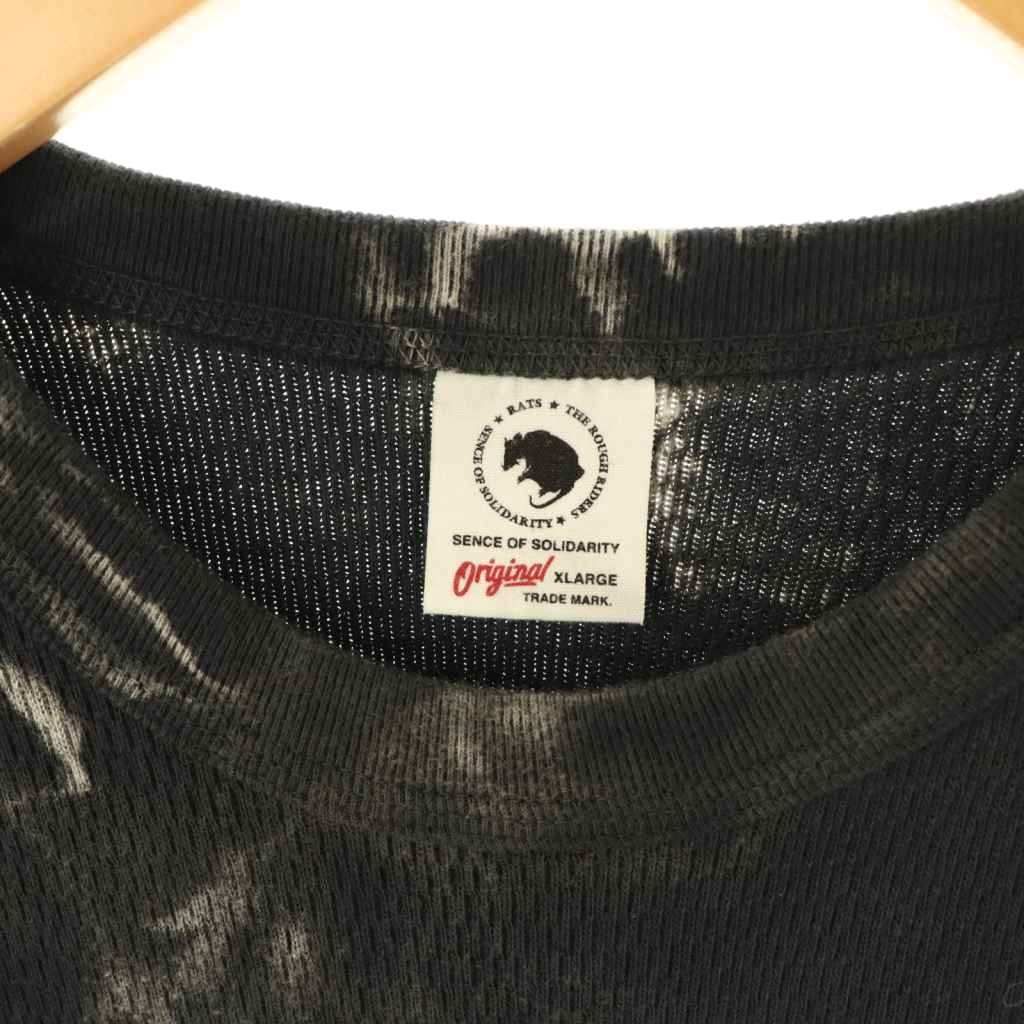 ★ RATS ★ THE ROUGH RIDERS ★ SENCE OF SOLIDARITY
SENCE OF SOLIDARITY
Original XLARGE
TRADE MARK.